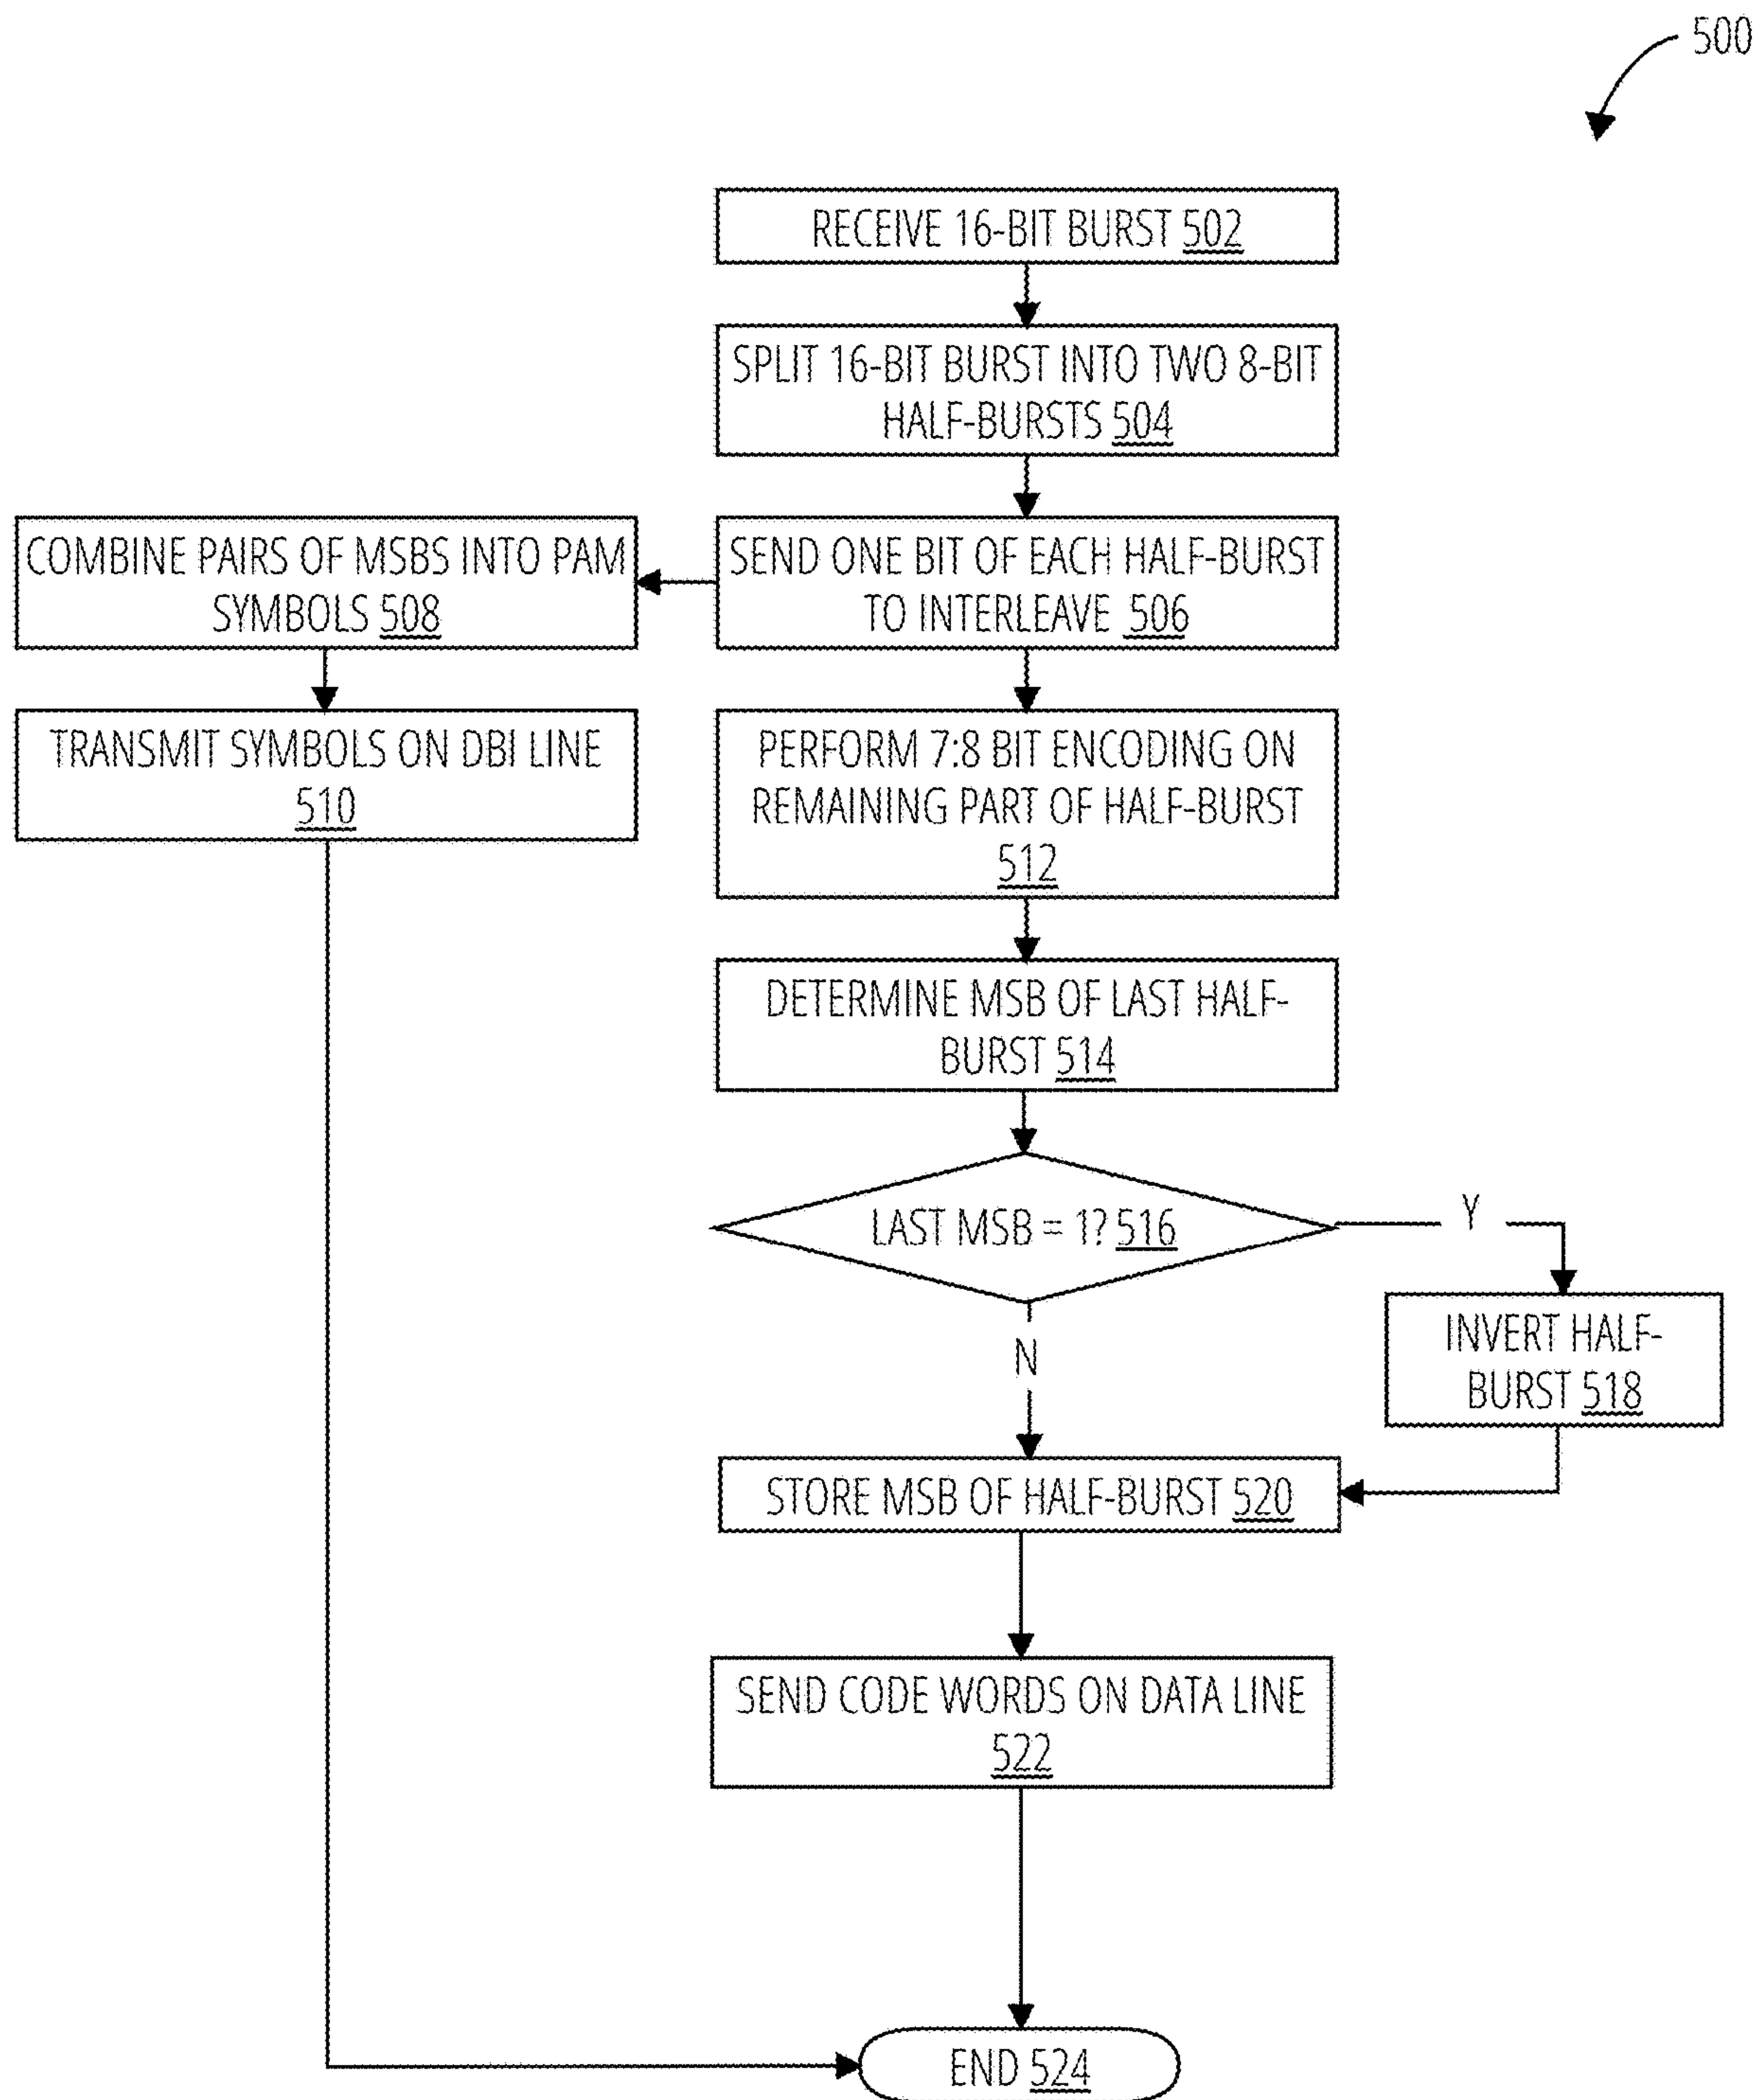 500
RECEIVE 16-BIT BURST 502
SPLIT 16-BIT BURST INTO TWO 8-BIT
HALF-BURSTS 504
SEND ONE BIT OF EACH HALF-BURST
TO INTERLEAVE 506
COMBINE PAIRS OF MSBS INTO PAM
SYMBOLS 508
TRANSMIT SYMBOLS ON DBI LINE
510
PERFORM 7:8 BIT ENCODING ON
REMAINING PART OF HALF-BURST
512
DETERMINE MSB OF LAST HALF-
BURST 514
LAST MSB = 1? 516
Y
N
INVERT HALF-
BURST 518
STORE MSB OF HALF-BURST 520
SEND CODE WORDS ON DATA LINE
522
END 524